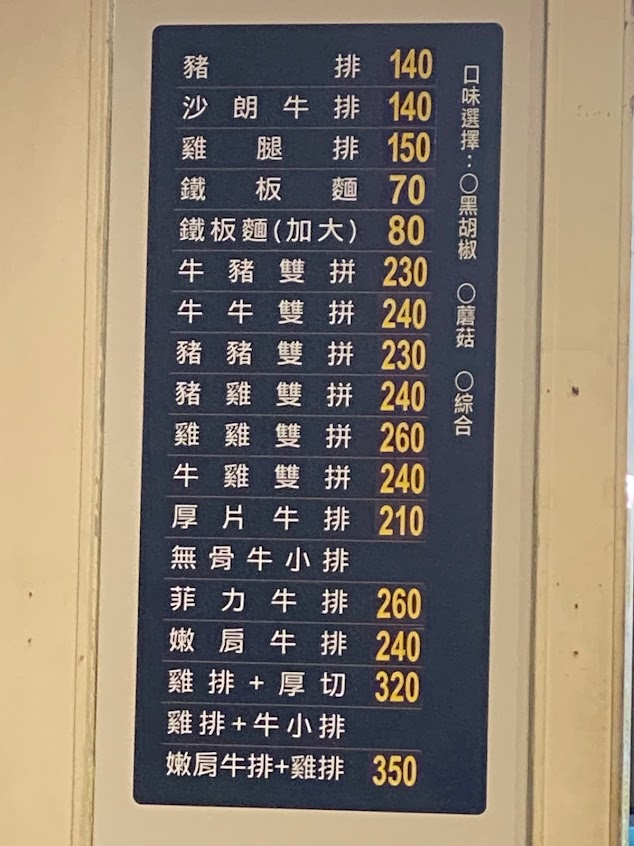 豬排 140
沙朗牛排 140
雞腿排 150
鐵板麵 70
鐵板麵(加大) 80
牛豬雙拼 230
牛牛雙拼 240
豬豬雙拼 230
豬雞雙拼 240
雞雞雙拼 260
牛雞雙拼 240
厚片牛排 210
無骨牛小排
菲力牛排 260
嫩肩牛排 240
雞排+厚切 320
雞排+牛小排
嫩肩牛排+雞排 350
口味選擇:○黑胡椒 ○蘑菇 ○綜合